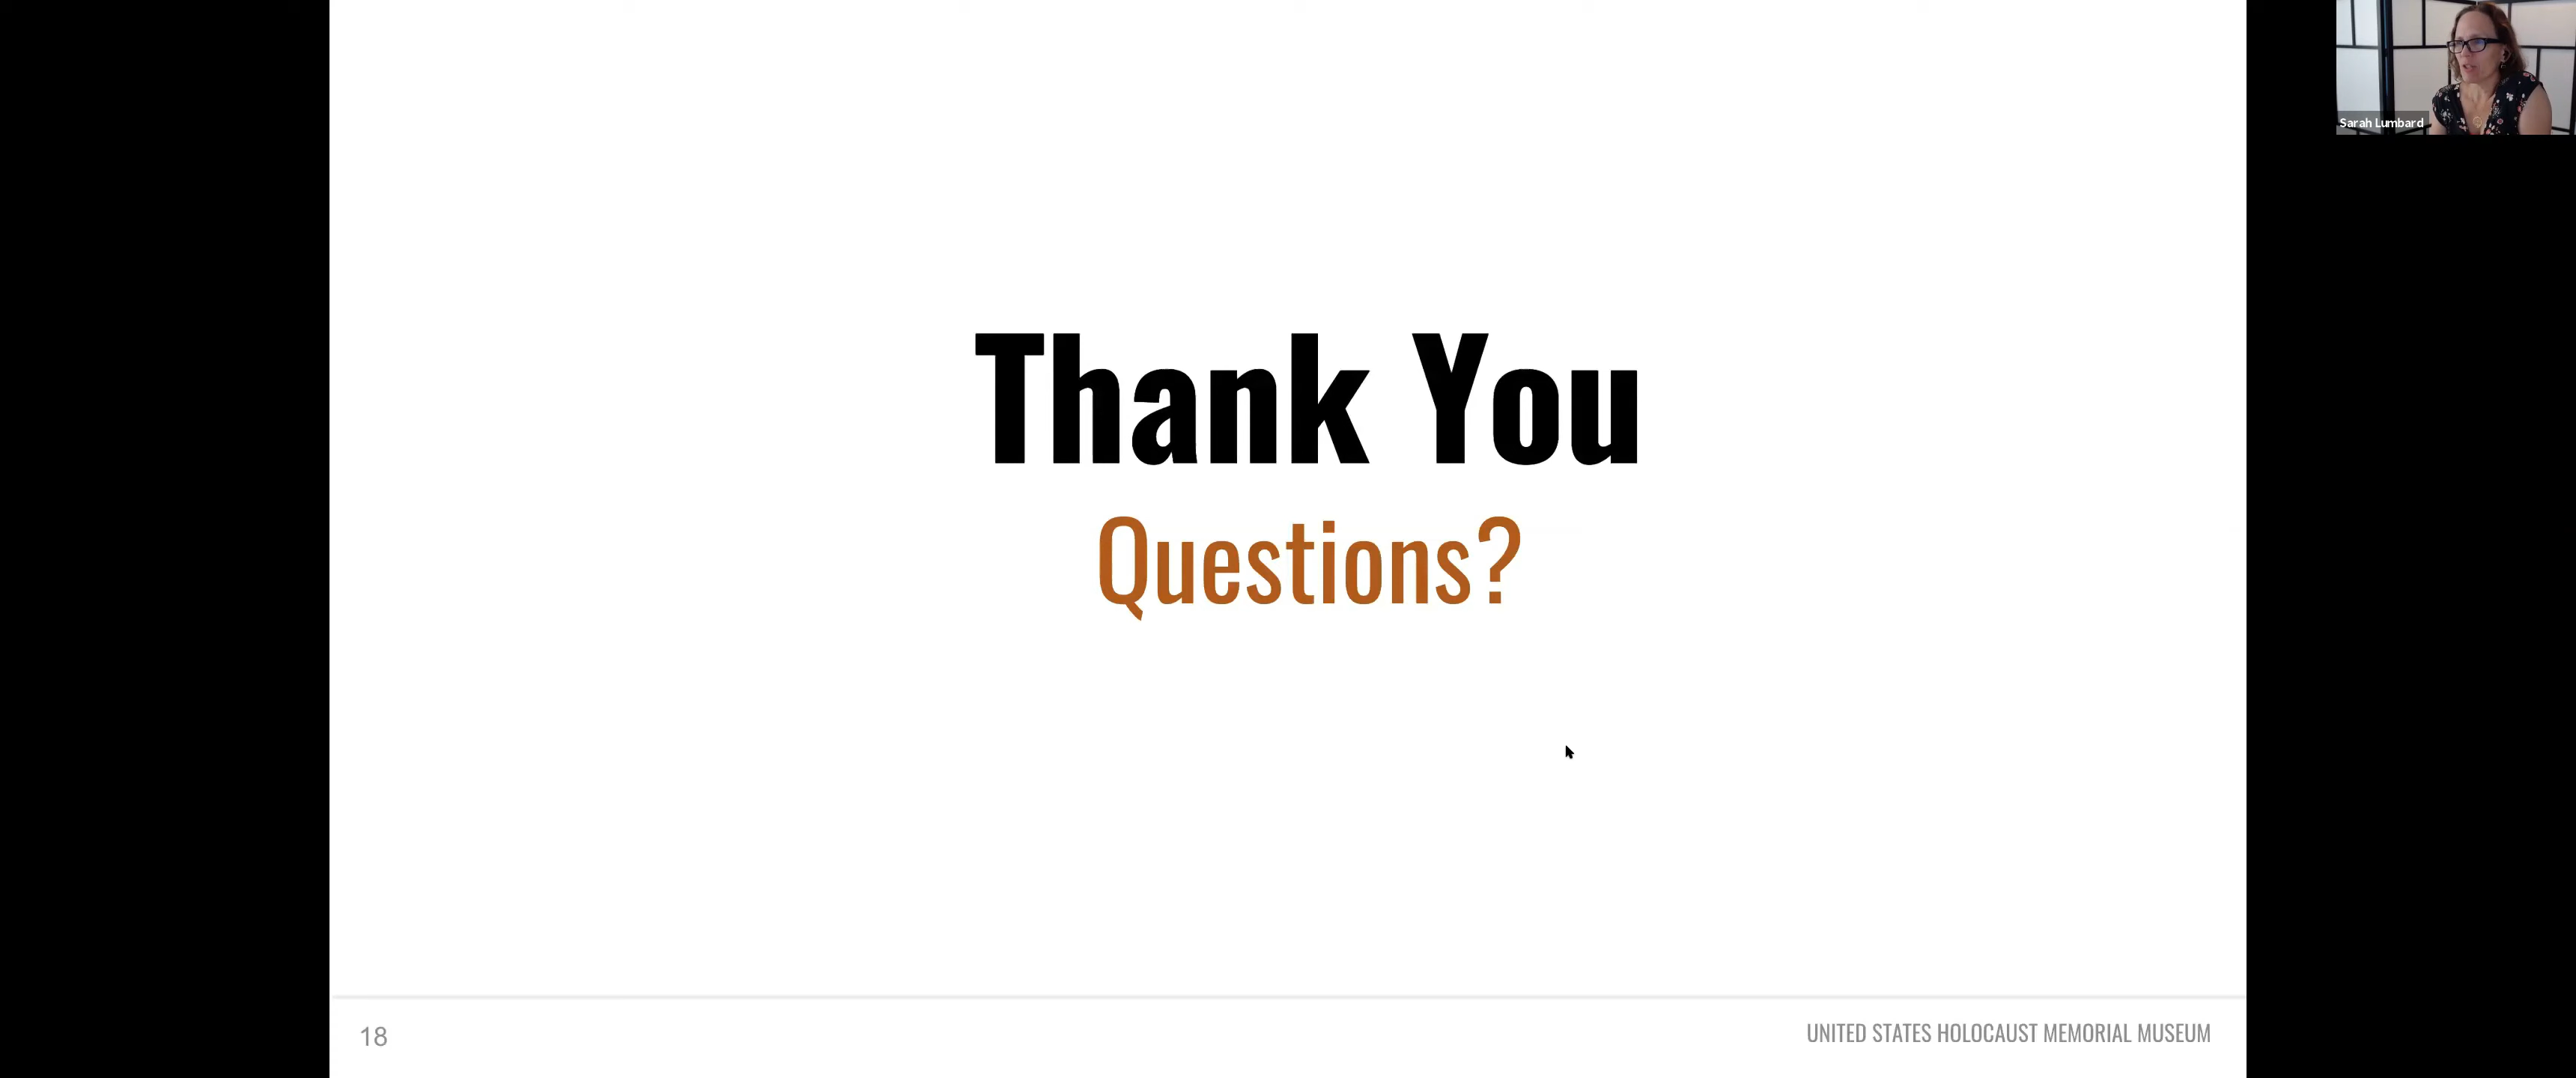 Sarah Lumbard
Thank You
Questions?
18
UNITED STATES HOLOCAUST MEMORIAL MUSEUM